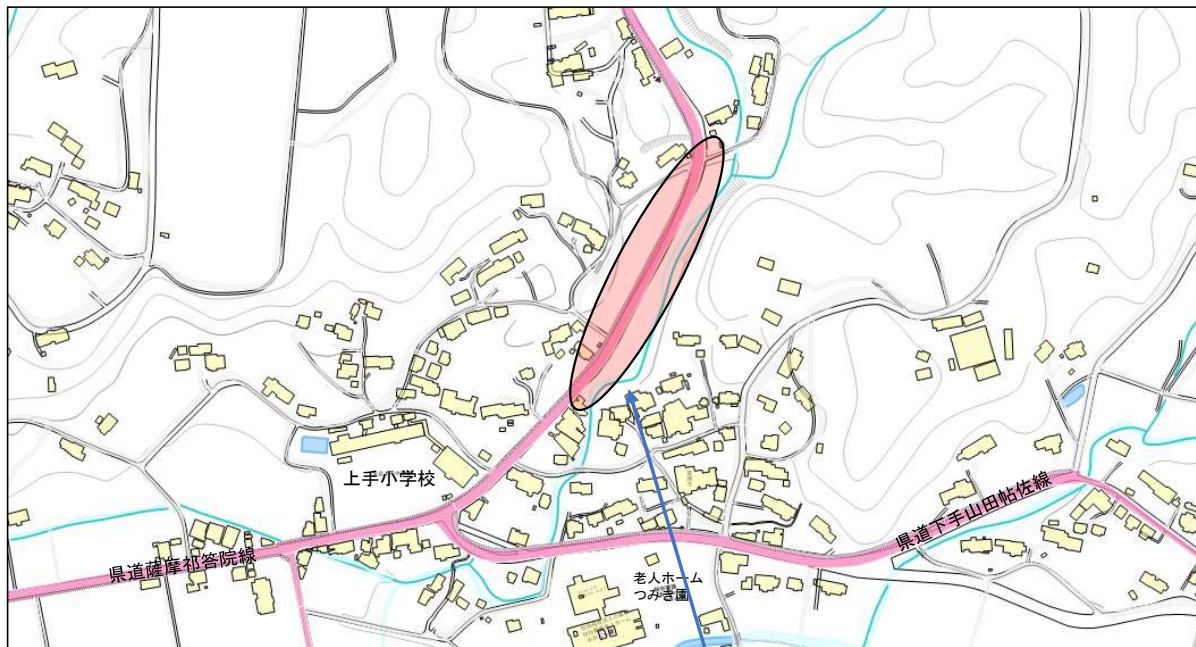 上手小学校
県道薩摩祁答院線
県道下手山田帖佐線
老人ホーム
つみき園